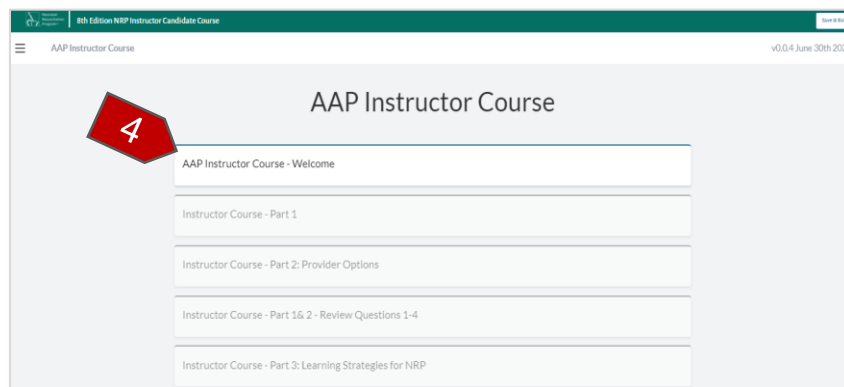 8th Edition NRP Instructor Candidate Course
AAP Instructor Course
v0.0.4 June 30th 202
AAP Instructor Course
4
AAP Instructor Course - Welcome
Instructor Course - Part 1
Instructor Course - Part 2: Provider Options
Instructor Course - Part 1& 2 - Review Questions 1-4
Instructor Course - Part 3: Learning Strategies for NRP